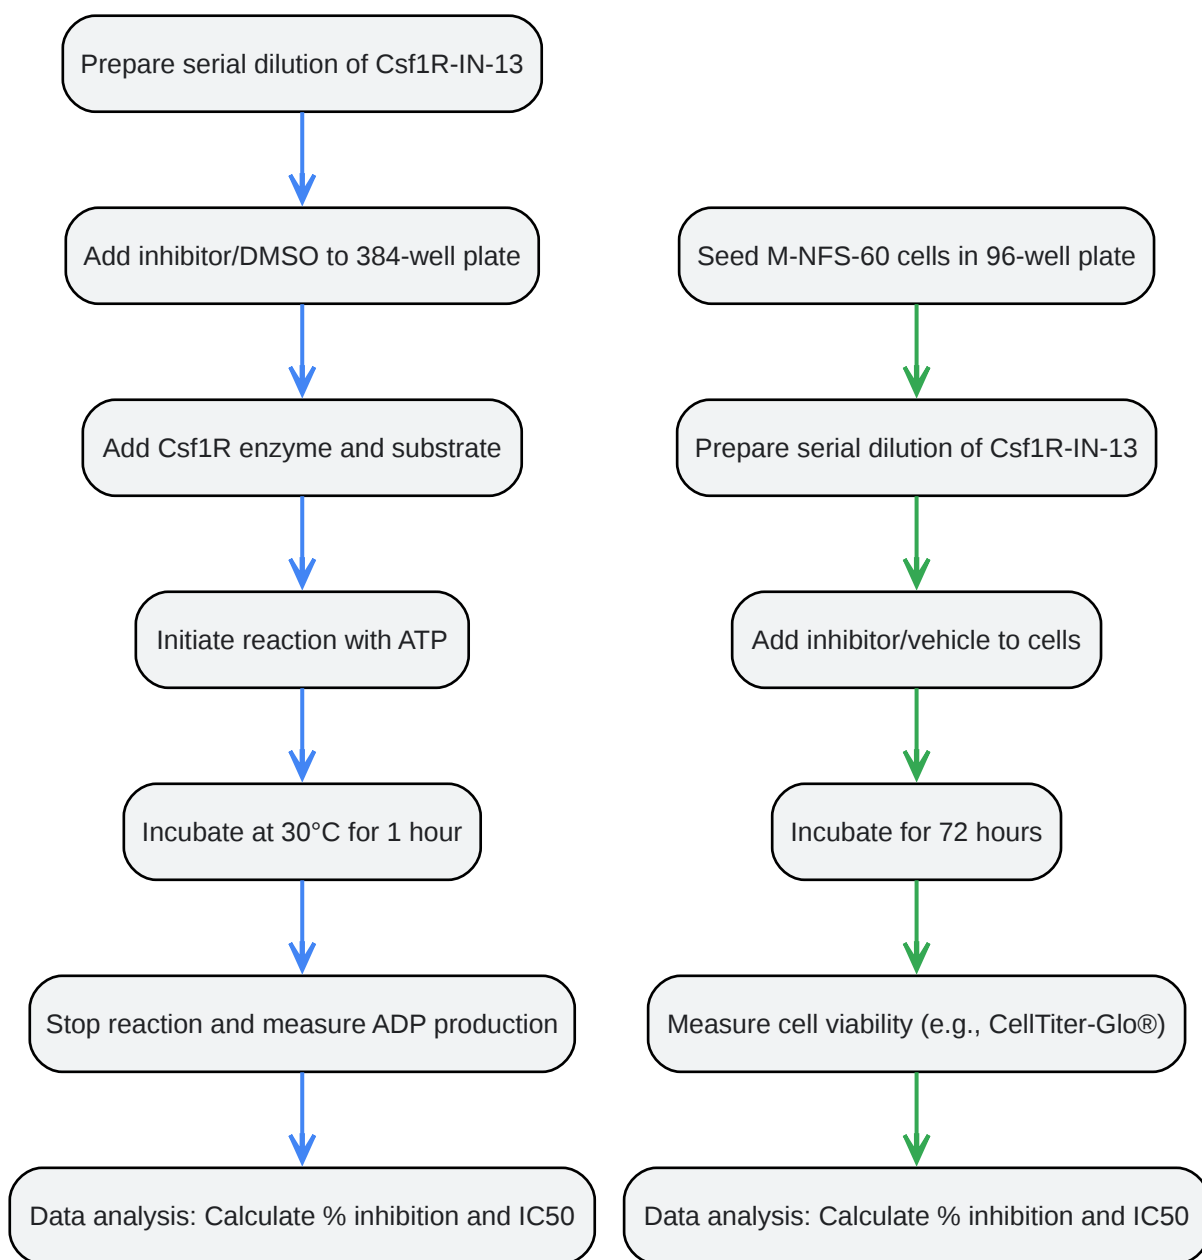 Prepare serial dilution of Csf1R-IN-13
Add inhibitor/DMSO to 384-well plate
Add Csf1R enzyme and substrate
Initiate reaction with ATP
Incubate at 30°C for 1 hour
Stop reaction and measure ADP production
Data analysis: Calculate % inhibition and IC50
Seed M-NFS-60 cells in 96-well plate
Prepare serial dilution of Csf1R-IN-13
Add inhibitor/vehicle to cells
Incubate for 72 hours
Measure cell viability (e.g., CellTiter-Glo®)
Data analysis: Calculate % inhibition and IC50